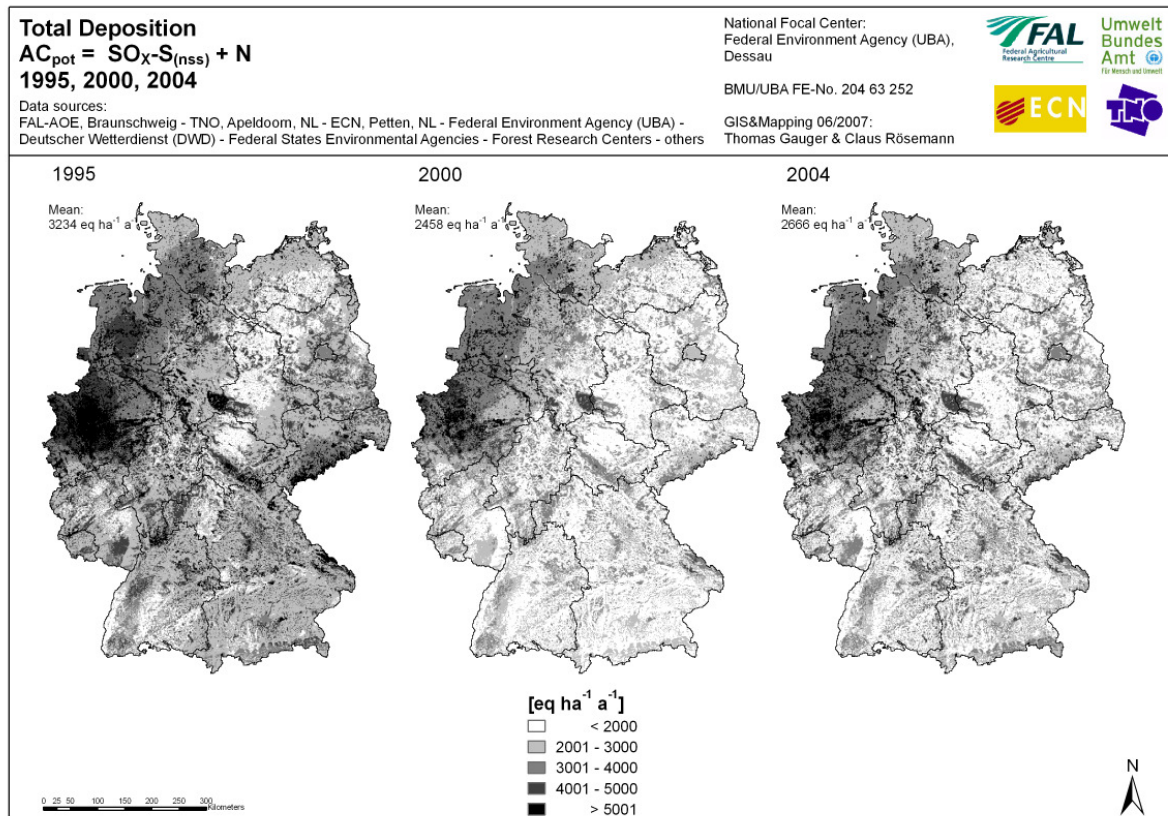 Total Deposition
ACpot = SOX-S(nss) + N
1995, 2000, 2004
Data sources:
FAL-AOE, Braunschweig - TNO, Apeldoorn, NL - ECN, Petten, NL - Federal Environment Agency (UBA) -
Deutscher Wetterdienst (DWD) - Federal States Environmental Agencies - Forest Research Centers - others
National Focal Center:
Federal Environment Agency (UBA),
Dessau
BMU/UBA FE-No. 204 63 252
GIS&Mapping 06/2007:
Thomas Gauger & Claus Rösemann
FAL
Federal Agricultural
Research Centre
Umwelt
Bundes
Amt
Für Mensch und Umwelt
ECN
TNO
1995
Mean:
3234 eq ha⁻¹ a⁻¹
2000
Mean:
2458 eq ha⁻¹ a⁻¹
2004
Mean:
2666 eq ha⁻¹ a⁻¹
[eq ha⁻¹ a⁻¹]
< 2000
2001 - 3000
3001 - 4000
4001 - 5000
> 5001
0 25 50 100 150 200 250 300
Kilometers
N